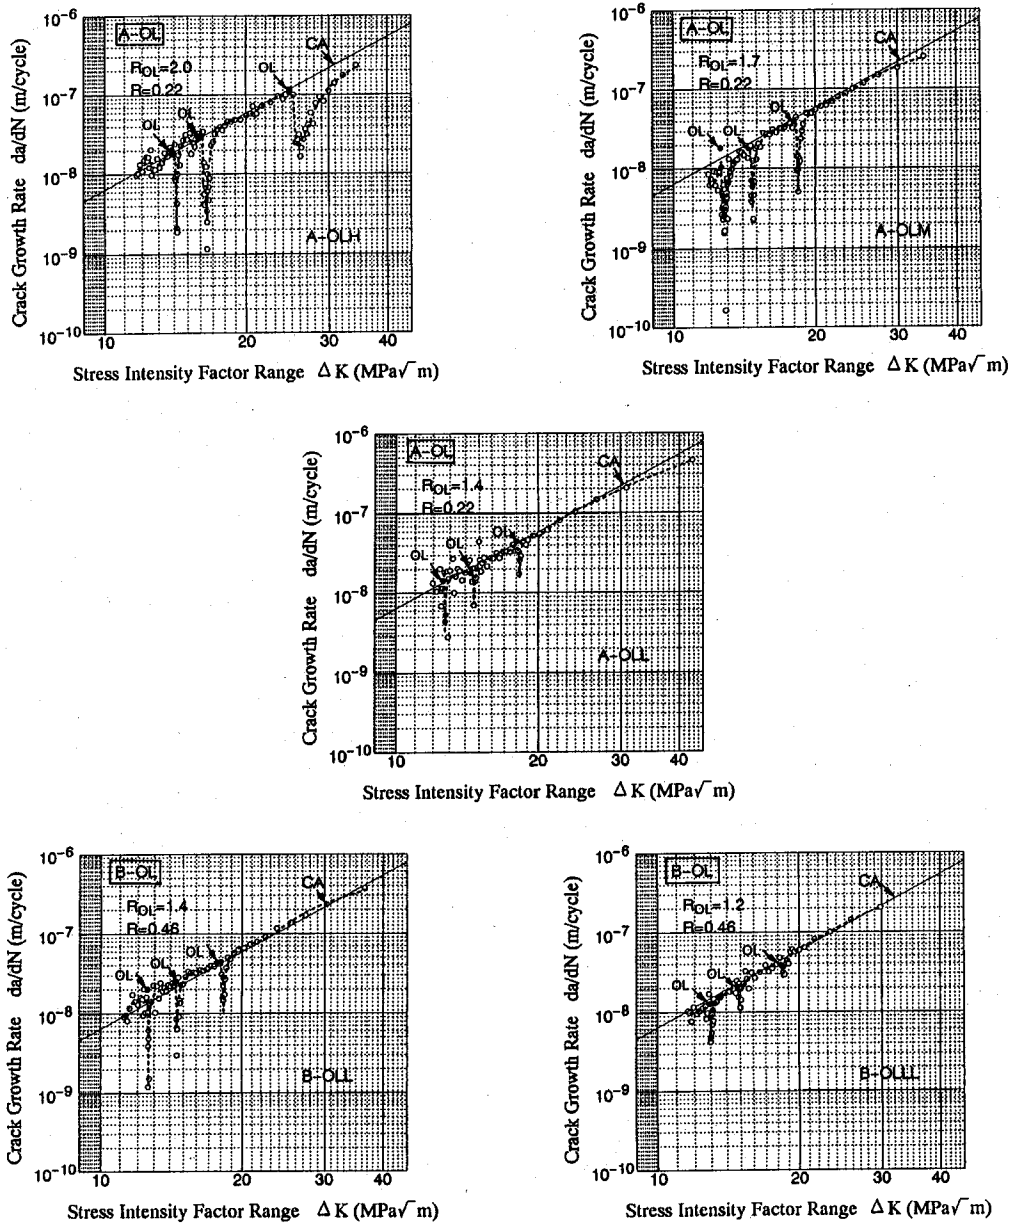 10⁻⁶
10⁻⁷
10⁻⁸
10⁻⁹
10⁻¹⁰
Crack Growth Rate da/dN (m/cycle)
A-OL
R_OL=2.0
R=0.22
OL
OL
OL
CA
A-OLH
10 20 30 40
Stress Intensity Factor Range Δ K (MPa√m)
10⁻⁶
10⁻⁷
10⁻⁸
10⁻⁹
10⁻¹⁰
Crack Growth Rate da/dN (m/cycle)
A-OL
R_OL=1.7
R=0.22
OL
OL
OL
CA
A-OLM
10 20 30 40
Stress Intensity Factor Range Δ K (MPa√m)
10⁻⁶
10⁻⁷
10⁻⁸
10⁻⁹
10⁻¹⁰
Crack Growth Rate da/dN (m/cycle)
A-OL
R_OL=1.4
R=0.22
OL
OL
OL
CA
A-OLL
10 20 30 40
Stress Intensity Factor Range Δ K (MPa√m)
10⁻⁶
10⁻⁷
10⁻⁸
10⁻⁹
10⁻¹⁰
Crack Growth Rate da/dN (m/cycle)
B-OL
R_OL=1.4
R=0.46
OL
OL
OL
CA
B-OLL
10 20 30 40
Stress Intensity Factor Range Δ K (MPa√m)
10⁻⁶
10⁻⁷
10⁻⁸
10⁻⁹
10⁻¹⁰
Crack Growth Rate da/dN (m/cycle)
B-OL
R_OL=1.2
R=0.46
OL
OL
OL
CA
B-OLLL
10 20 30 40
Stress Intensity Factor Range Δ K (MPa√m)